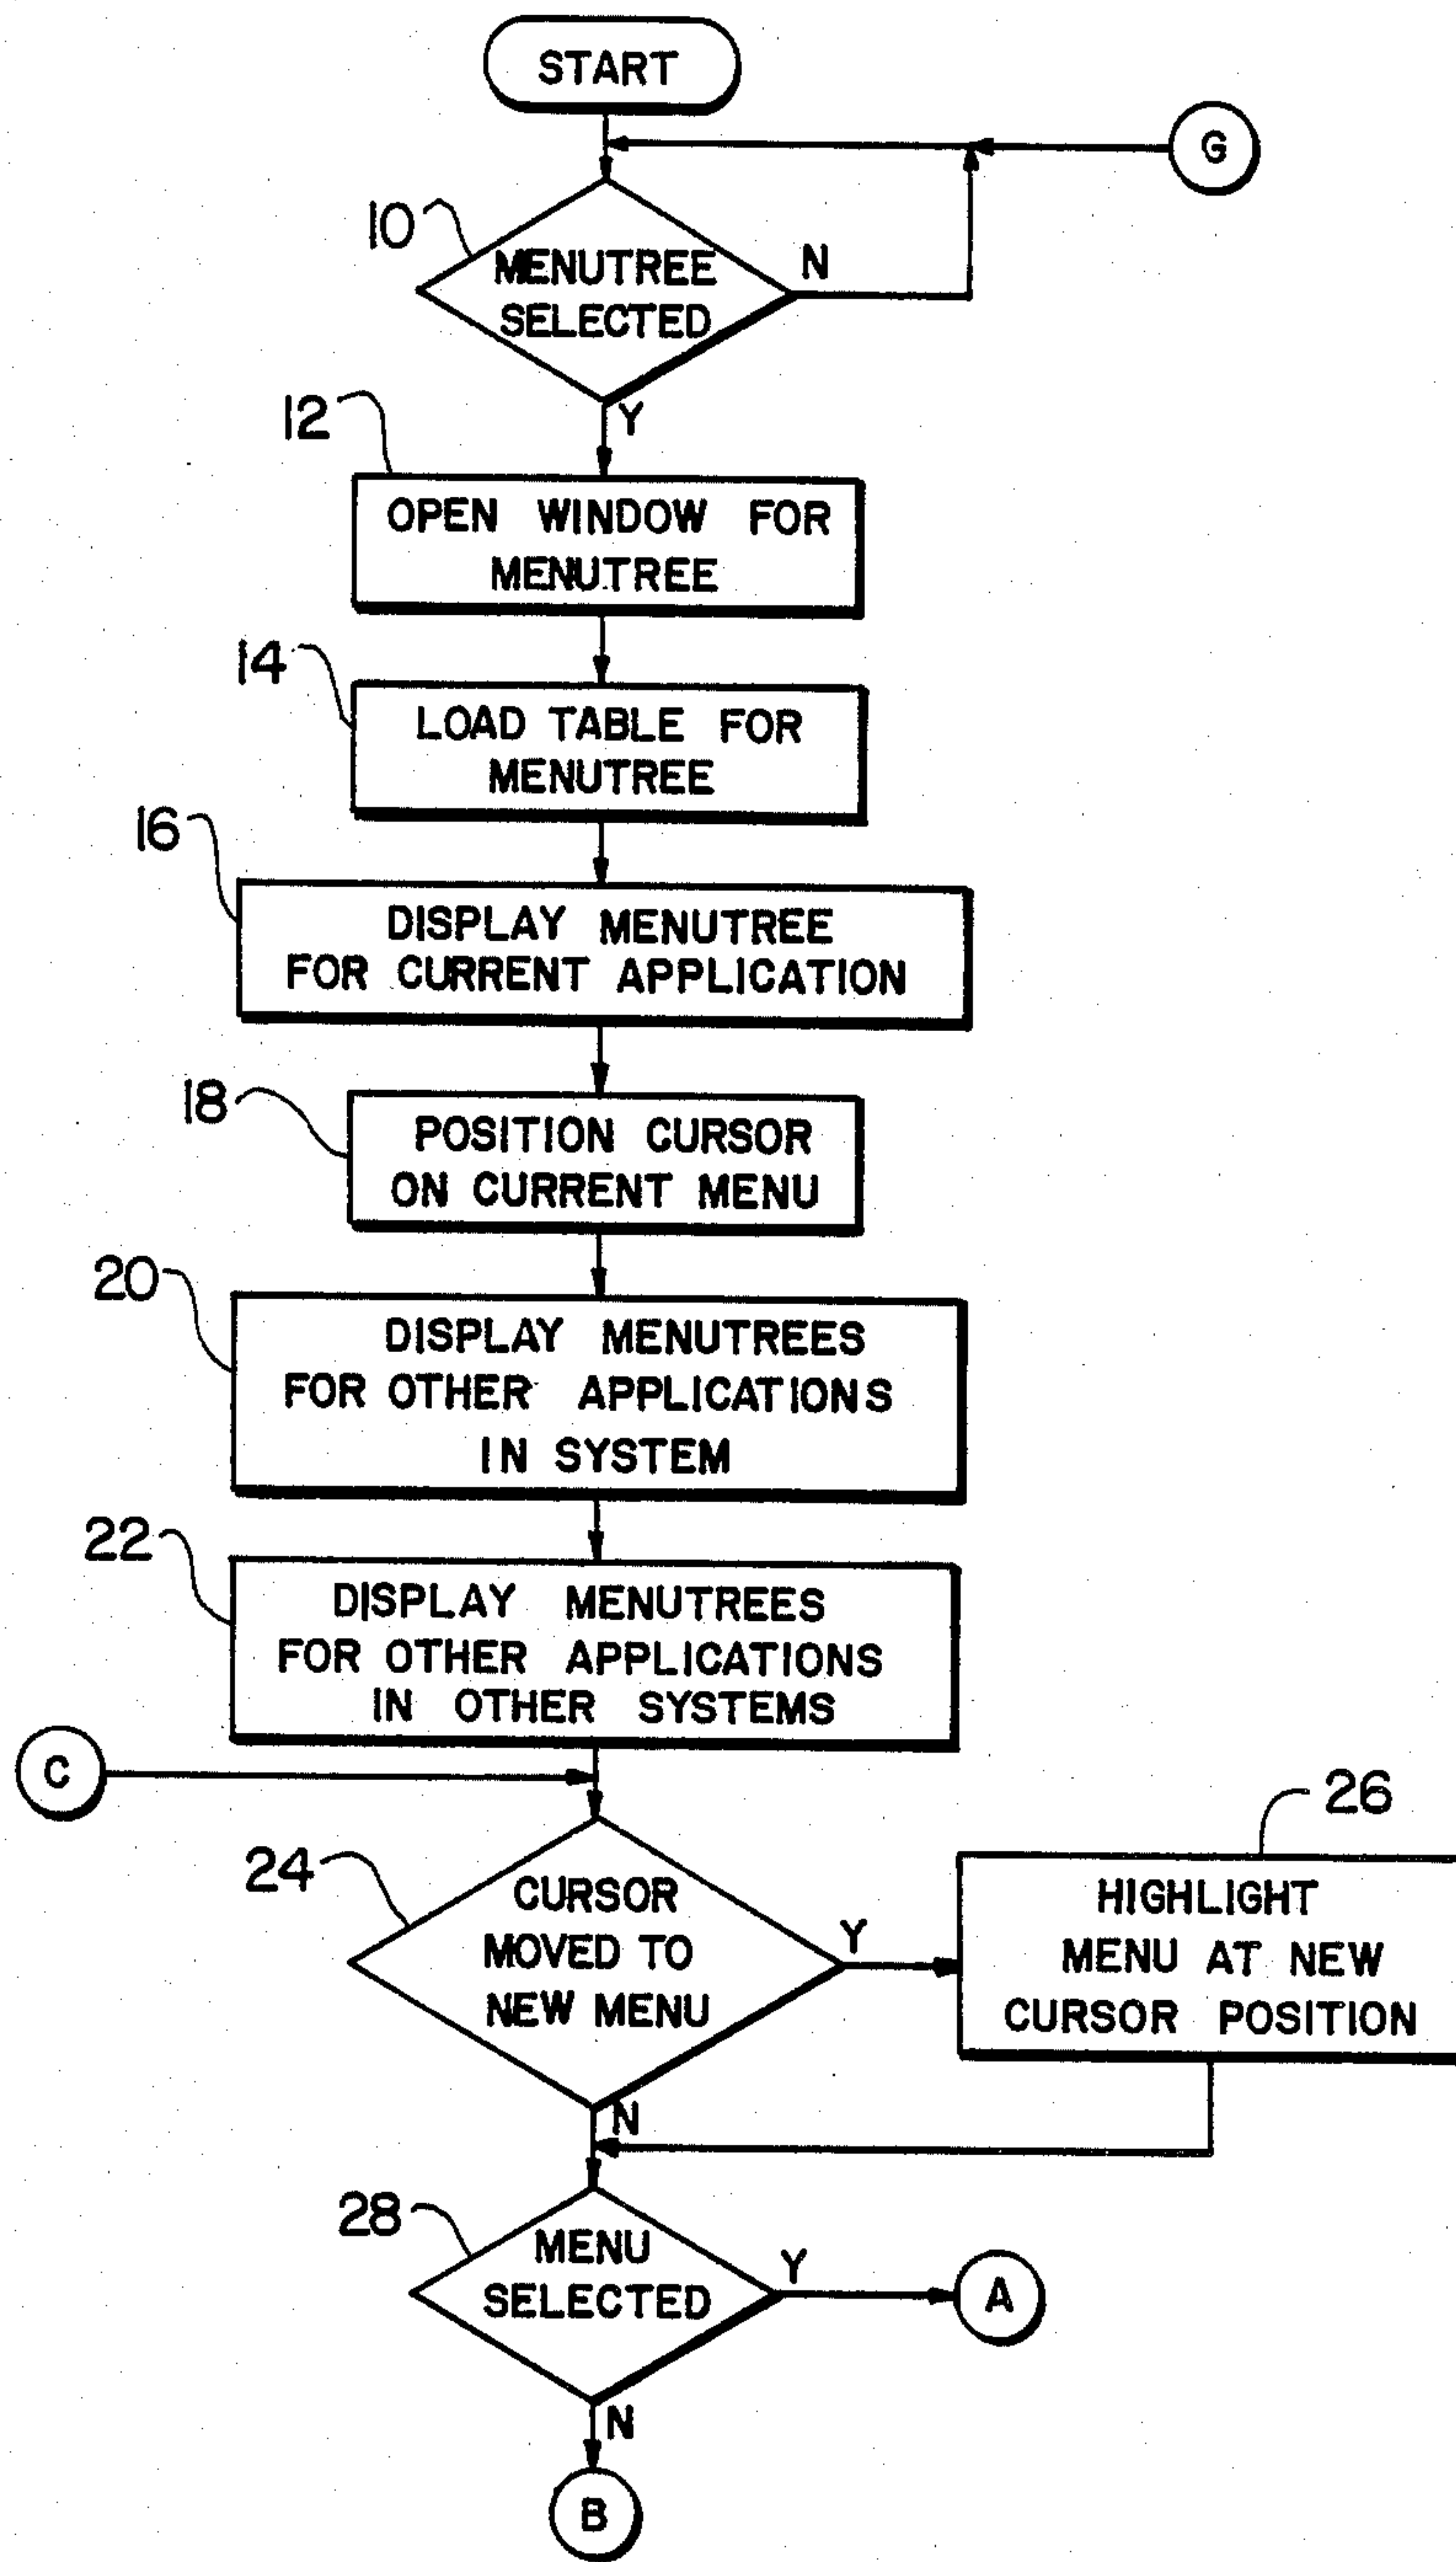 START
G
10
MENUTREE
SELECTED
N
Y
12
OPEN WINDOW FOR
MENUTREE
14
LOAD TABLE FOR
MENUTREE
16
DISPLAY MENUTREE
FOR CURRENT APPLICATION
18
POSITION CURSOR
ON CURRENT MENU
20
DISPLAY MENUTREES
FOR OTHER APPLICATIONS
IN SYSTEM
22
DISPLAY MENUTREES
FOR OTHER APPLICATIONS
IN OTHER SYSTEMS
C
24
CURSOR
MOVED TO
NEW MENU
Y
26
HIGHLIGHT
MENU AT NEW
CURSOR POSITION
N
28
MENU
SELECTED
Y
A
N
B